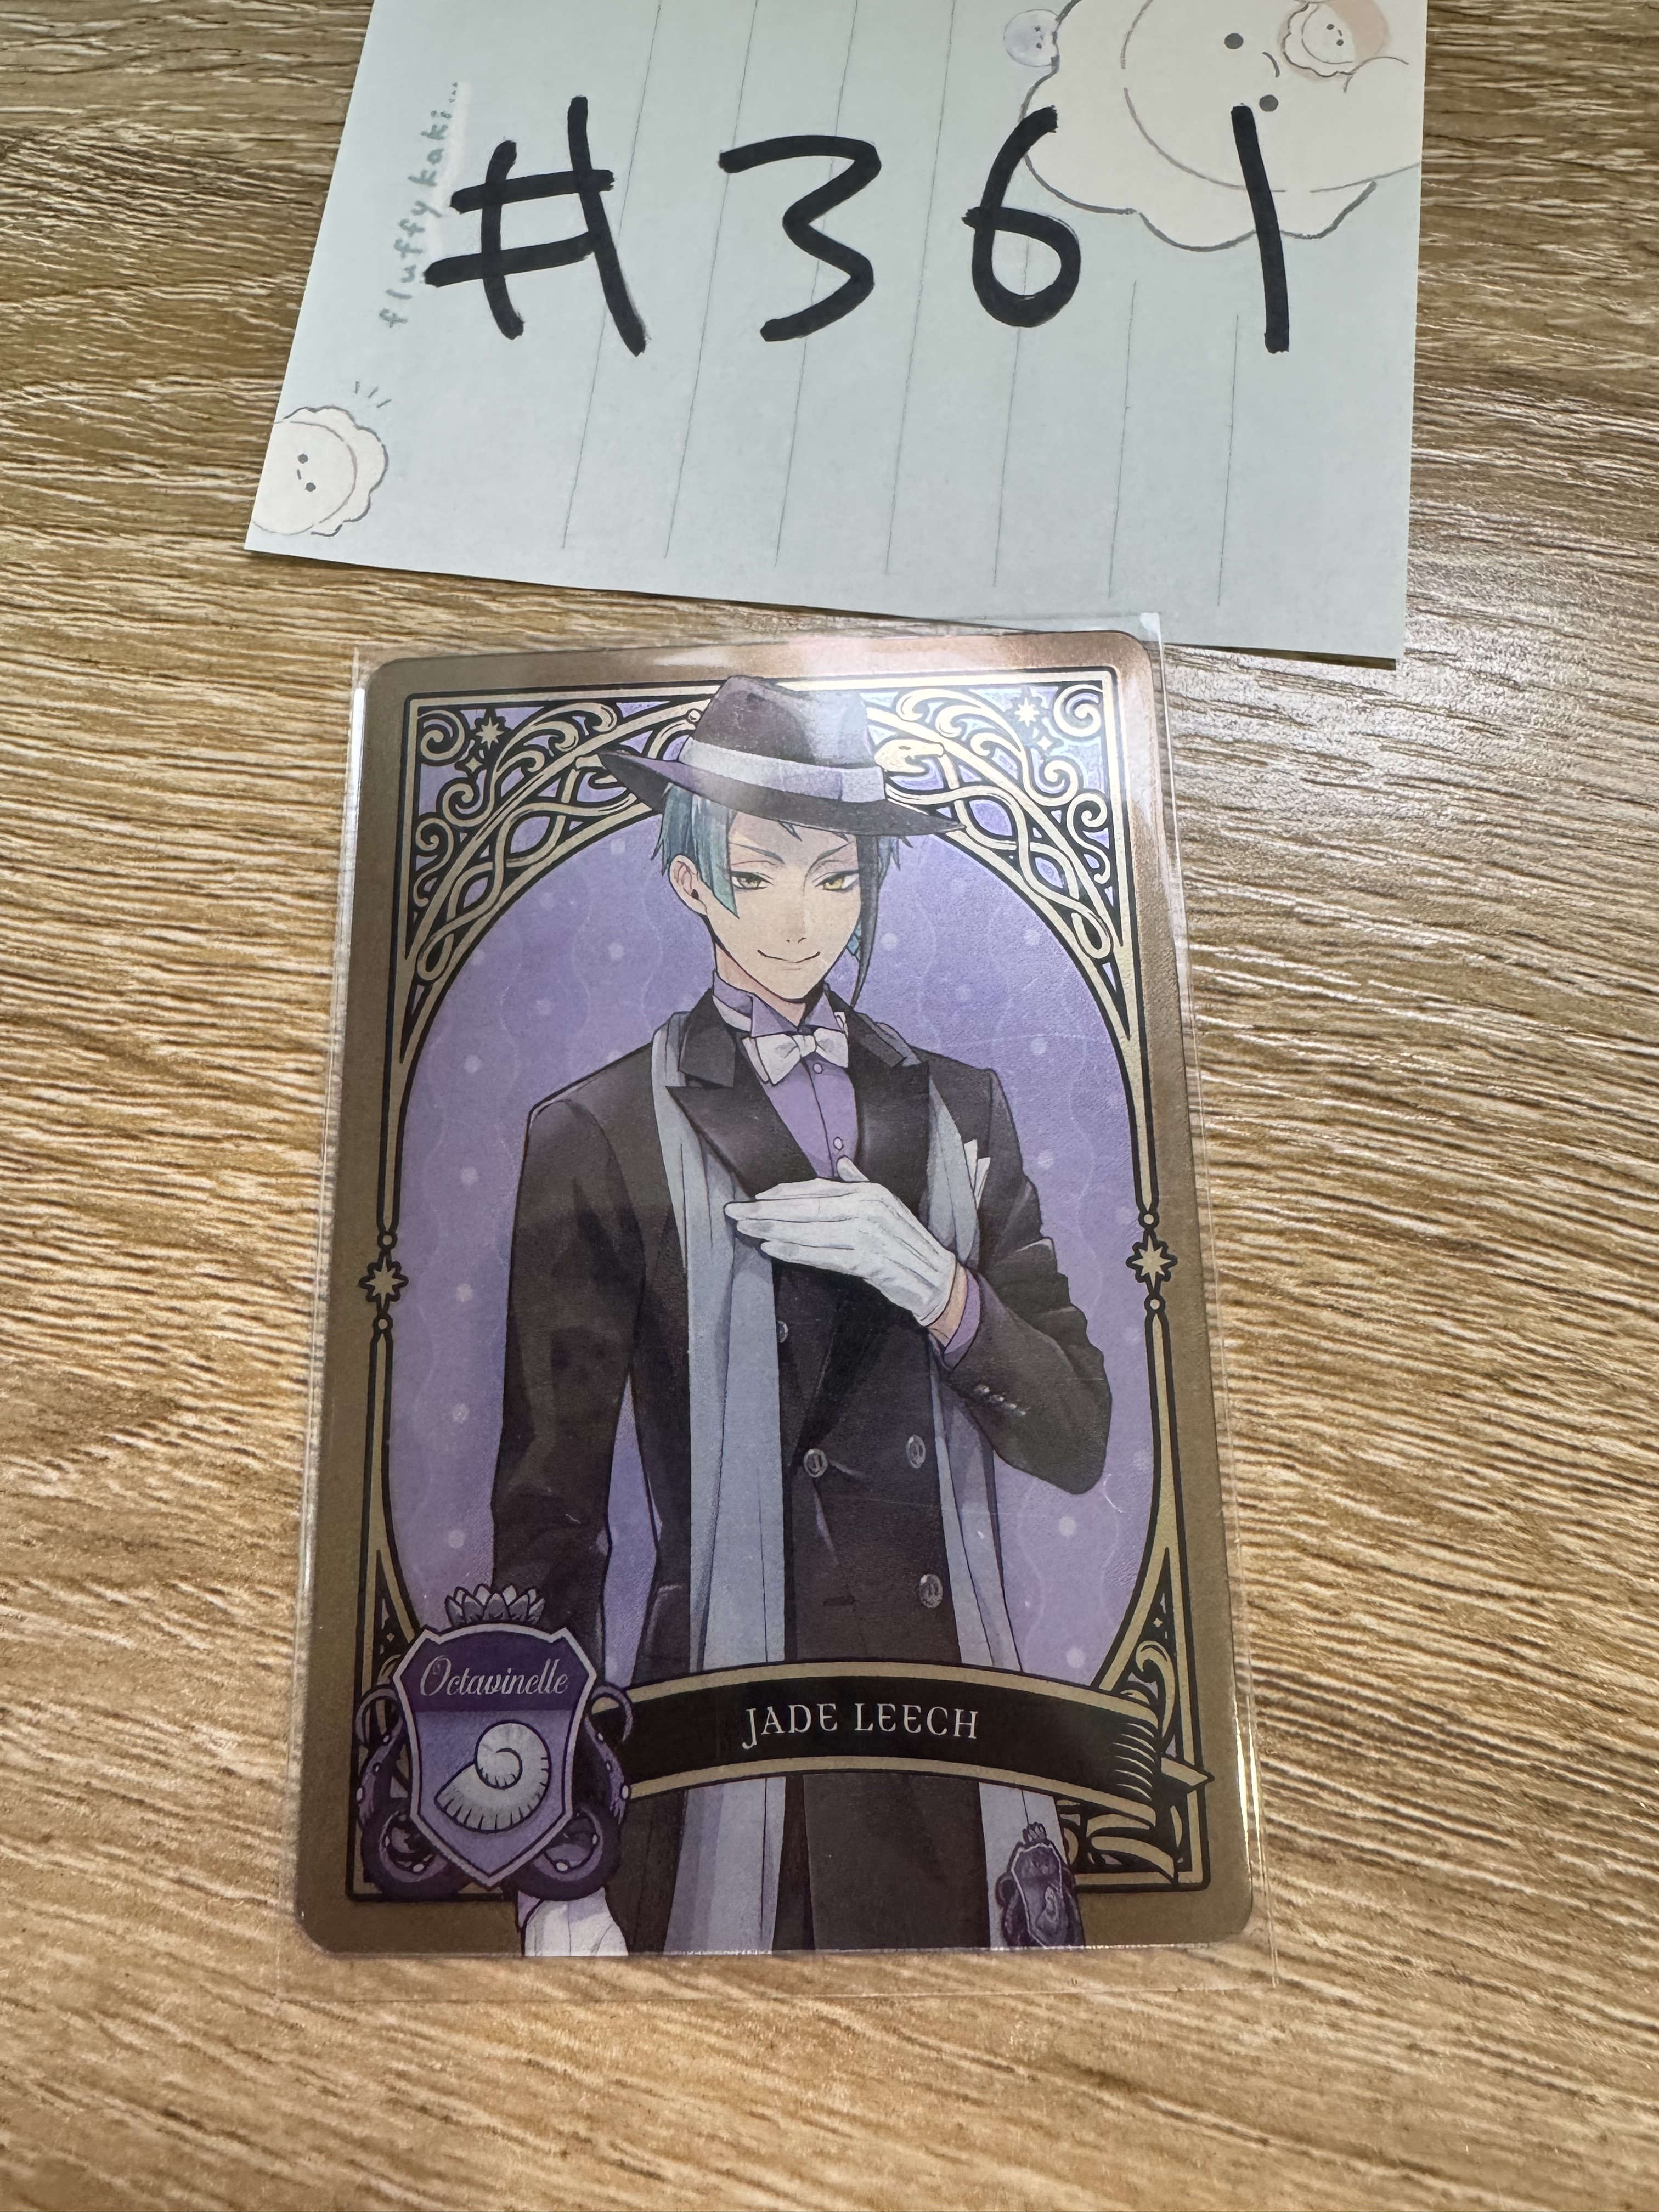 fluffy kaki...
#361
Octavinelle
JADE LEECH